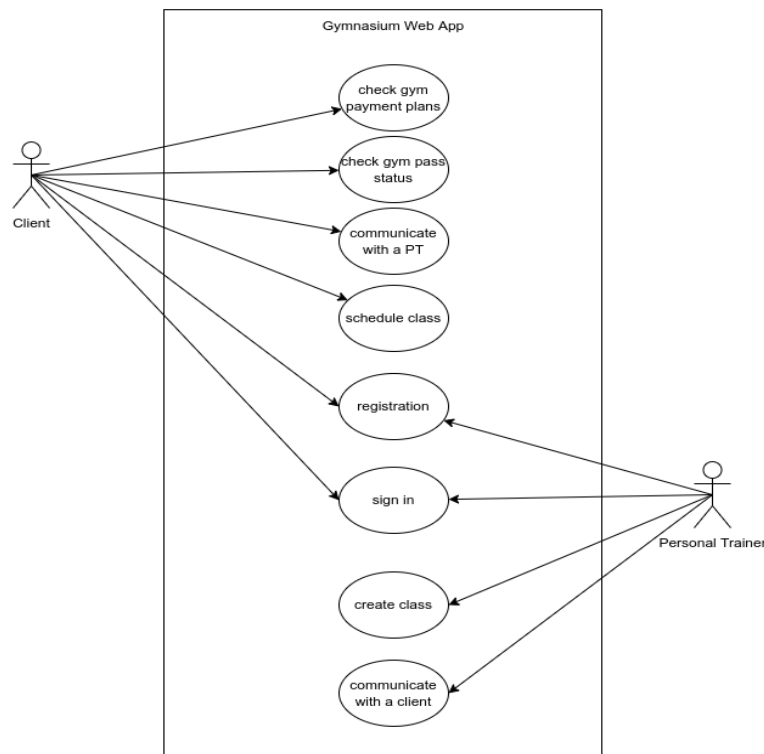 Gymnasium Web App
check gym
payment plans
check gym pass
status
Client
communicate
with a PT
schedule class
registration
sign in
Personal Trainer
create class
communicate
with a client